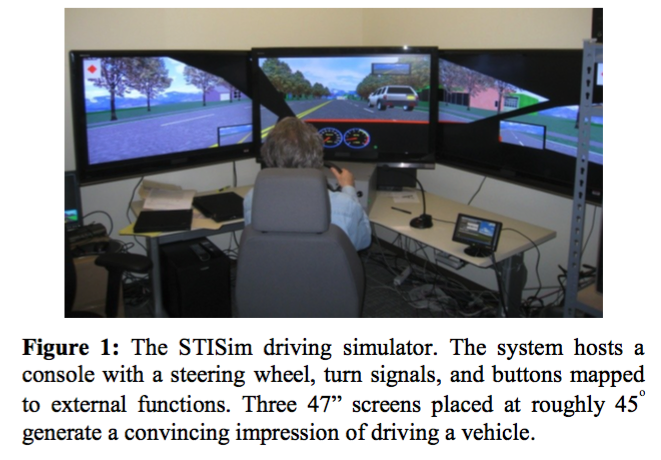 Figure 1: The STISim driving simulator. The system hosts a
console with a steering wheel, turn signals, and buttons mapped
to external functions. Three 47” screens placed at roughly 45°
generate a convincing impression of driving a vehicle.